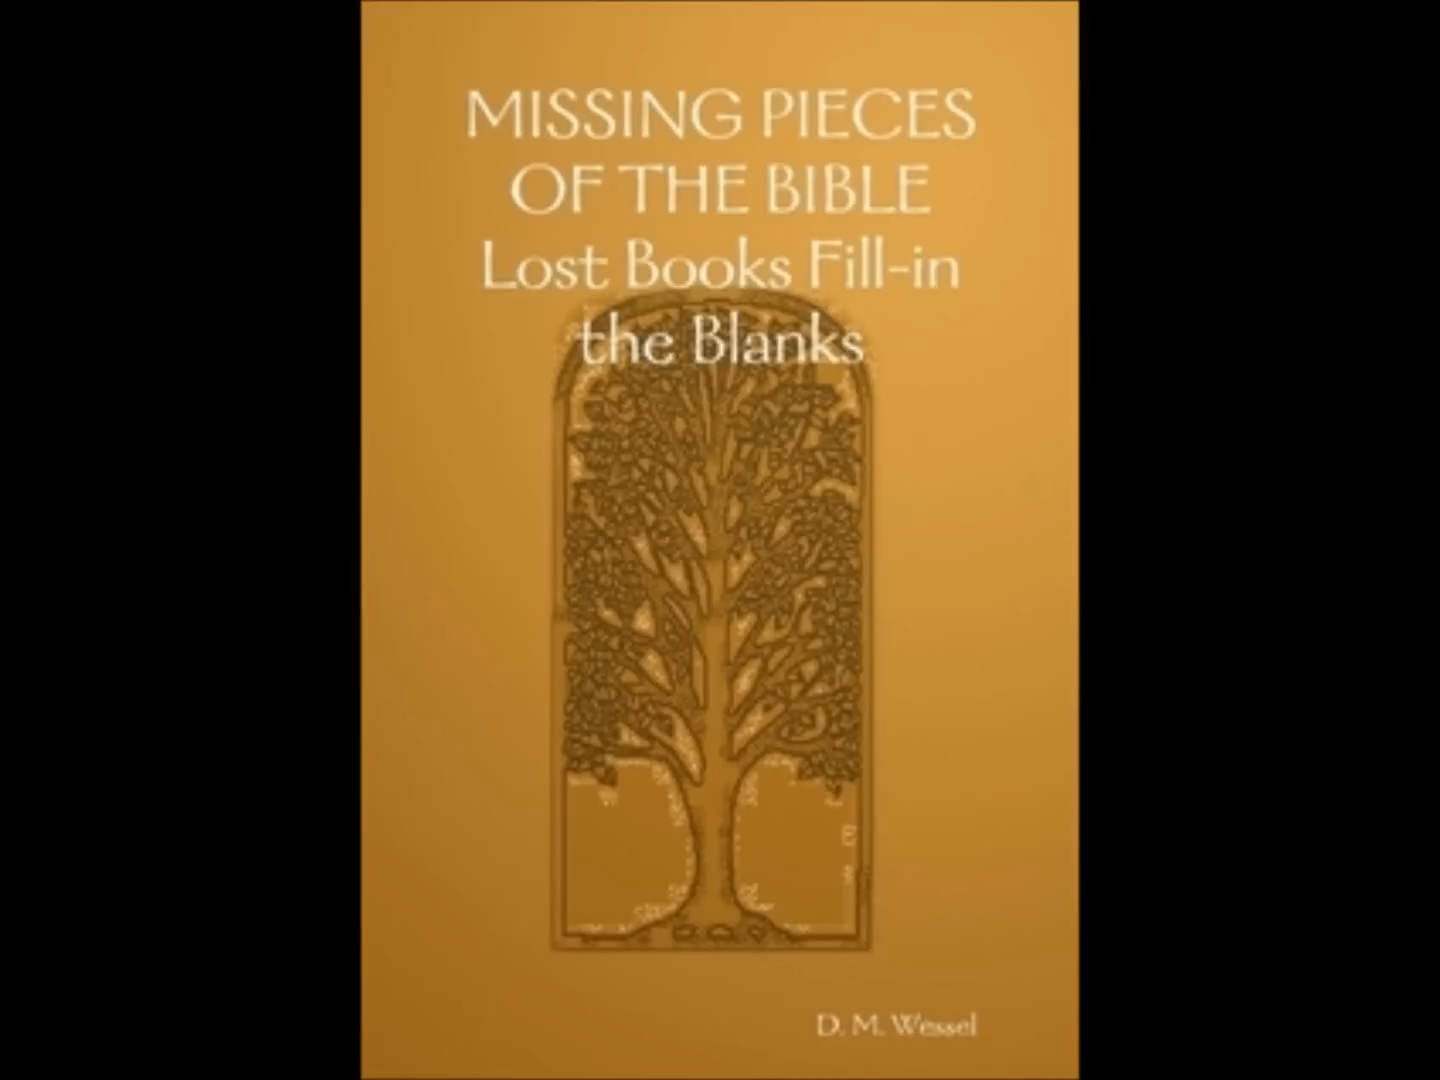 MISSING PIECES
OF THE BIBLE
Lost Books Fill-in
the Blanks
D. M. Wessel